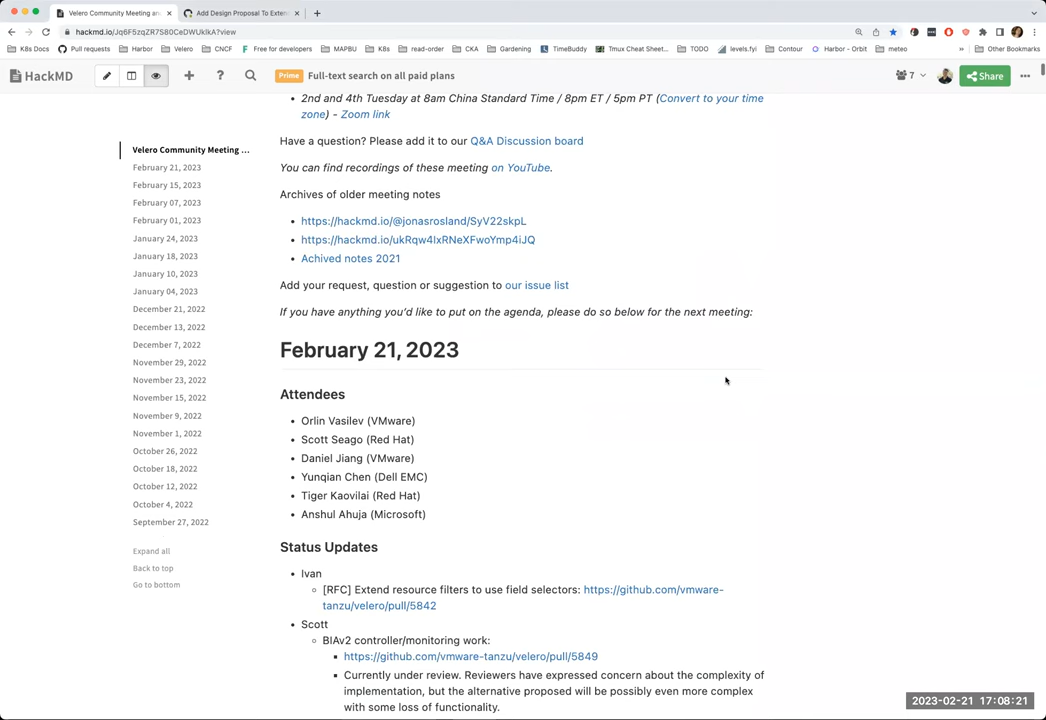 Velero Community Meeting an
Add Design Proposal To Exten
hackmd.io/Jq6F5zqZR7S80CeDWUklkA?view
K8s Docs
Pull requests
Harbor
Velero
CNCF
Free for developers
MAPBU
K8s
read-order
CKA
Gardening
TimeBuddy
Tmux Cheat Sheet...
TODO
levels.fyi
Contour
Harbor - Orbit
meteo
»
Other Bookmarks
HackMD
Prime
Full-text search on all paid plans
7
Share
Velero Community Meeting ...
February 21, 2023
February 15, 2023
February 07, 2023
February 01, 2023
January 24, 2023
January 18, 2023
January 10, 2023
January 04, 2023
December 21, 2022
December 13, 2022
December 7, 2022
November 29, 2022
November 23, 2022
November 15, 2022
November 9, 2022
November 1, 2022
October 26, 2022
October 18, 2022
October 12, 2022
October 4, 2022
September 27, 2022
Expand all
Back to top
Go to bottom
• 2nd and 4th Tuesday at 8am China Standard Time / 8pm ET / 5pm PT (Convert to your time
zone) - Zoom link
Have a question? Please add it to our Q&A Discussion board
You can find recordings of these meeting on YouTube.
Archives of older meeting notes
• https://hackmd.io/@jonasrosland/SyV22skpL
• https://hackmd.io/ukRqw4lxRNeXFwoYmp4iJQ
• Achived notes 2021
Add your request, question or suggestion to our issue list
If you have anything you'd like to put on the agenda, please do so below for the next meeting:
February 21, 2023
Attendees
• Orlin Vasilev (VMware)
• Scott Seago (Red Hat)
• Daniel Jiang (VMware)
• Yunqian Chen (Dell EMC)
• Tiger Kaovilai (Red Hat)
• Anshul Ahuja (Microsoft)
Status Updates
• Ivan
◦ [RFC] Extend resource filters to use field selectors: https://github.com/vmware-
tanzu/velero/pull/5842
• Scott
◦ BIAv2 controller/monitoring work:
▪ https://github.com/vmware-tanzu/velero/pull/5849
▪ Currently under review. Reviewers have expressed concern about the complexity of
implementation, but the alternative proposed will be possibly even more complex
with some loss of functionality.
2023-02-21 17:08:21